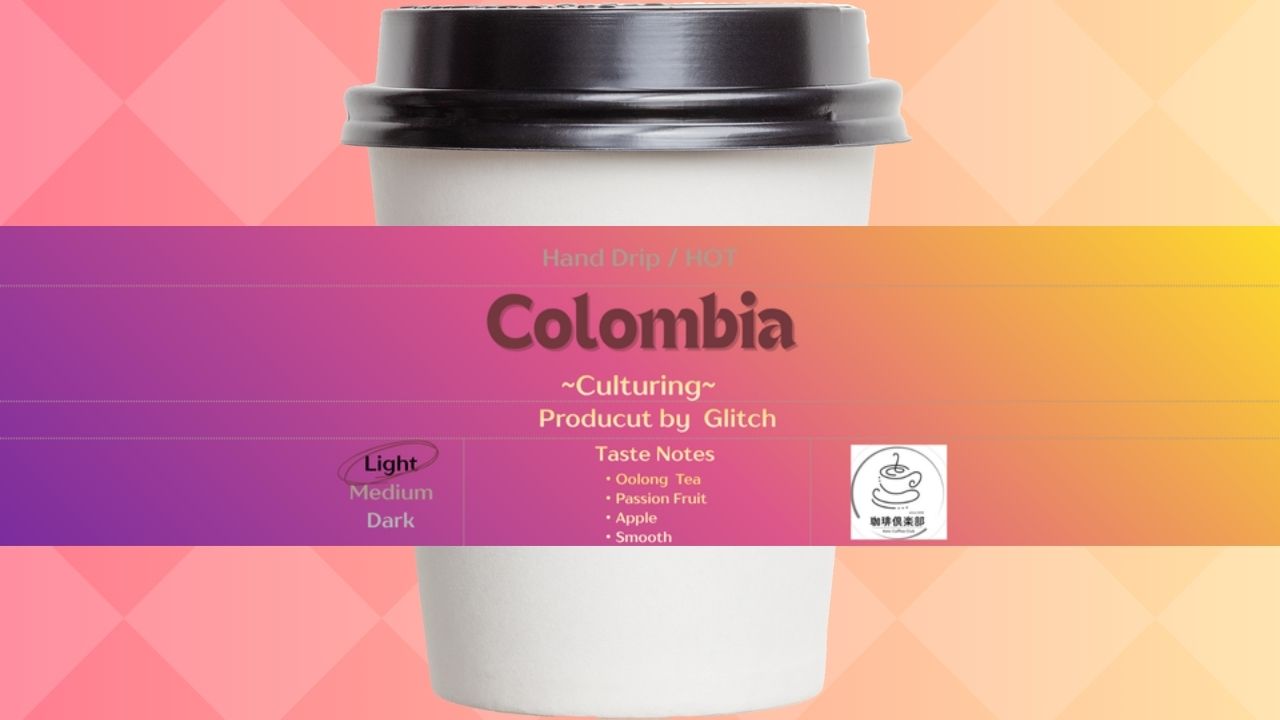 Hand Drip / HOT
Colombia
~Culturing~
Producut by Glitch
Light
Medium
Dark
Taste Notes
• Oolong Tea
• Passion Fruit
• Apple
• Smooth
珈琲倶楽部